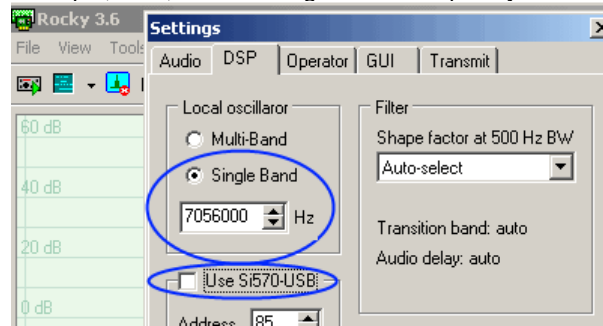 Rocky 3.6
Settings
File View Tools
Audio DSP Operator GUI Transmit
Local oscillaror
Multi-Band
Single Band
7056000 Hz
Filter
Shape factor at 500 Hz BW
Auto-select
Transition band: auto
Audio delay: auto
Use Si570-USB
Address 85
60 dB
40 dB
20 dB
0 dB